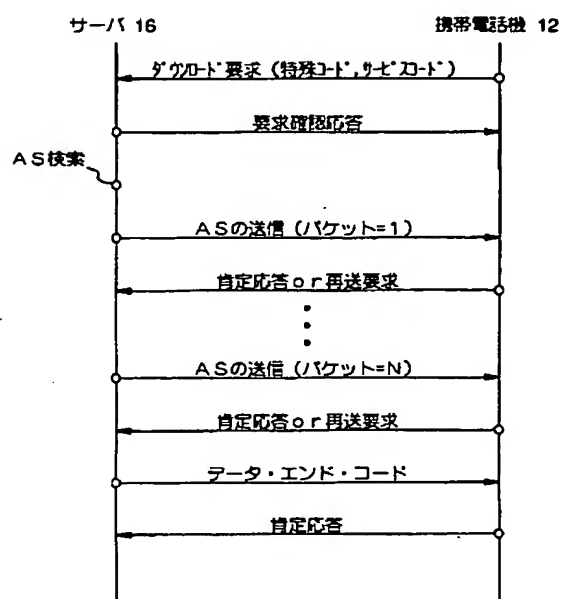 サーバ 16
携帯電話機 12
ダウンロード要求 (特殊コード,サービスコード)
要求確認応答
AS検索
ASの送信 (パケット=1)
肯定応答or再送要求
ASの送信 (パケット=N)
肯定応答or再送要求
データ・エンド・コード
肯定応答